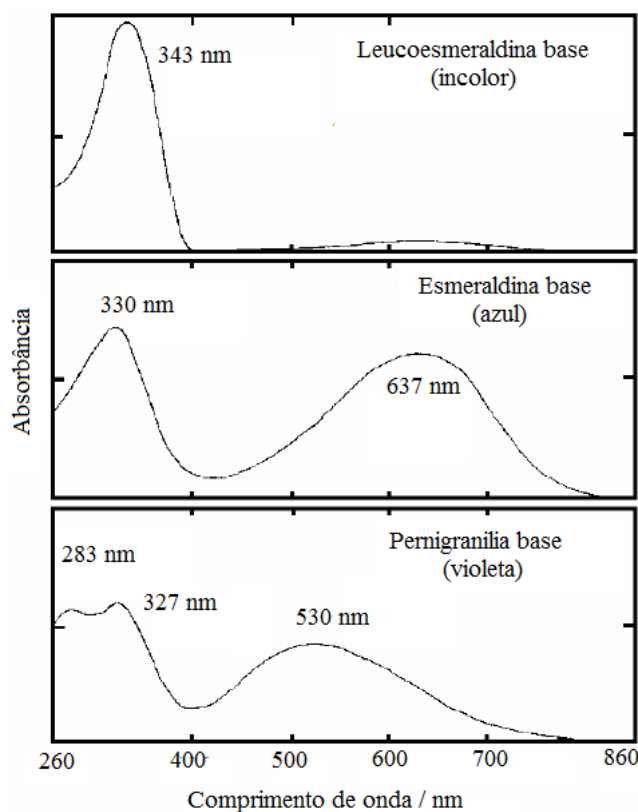 343 nm
Leucoesmeraldina base
(incolor)
330 nm
Esmeraldina base
(azul)
637 nm
Absorbância
283 nm
Pernigranilia base
(violeta)
327 nm
530 nm
260 400 500 600 700 860
Comprimento de onda / nm